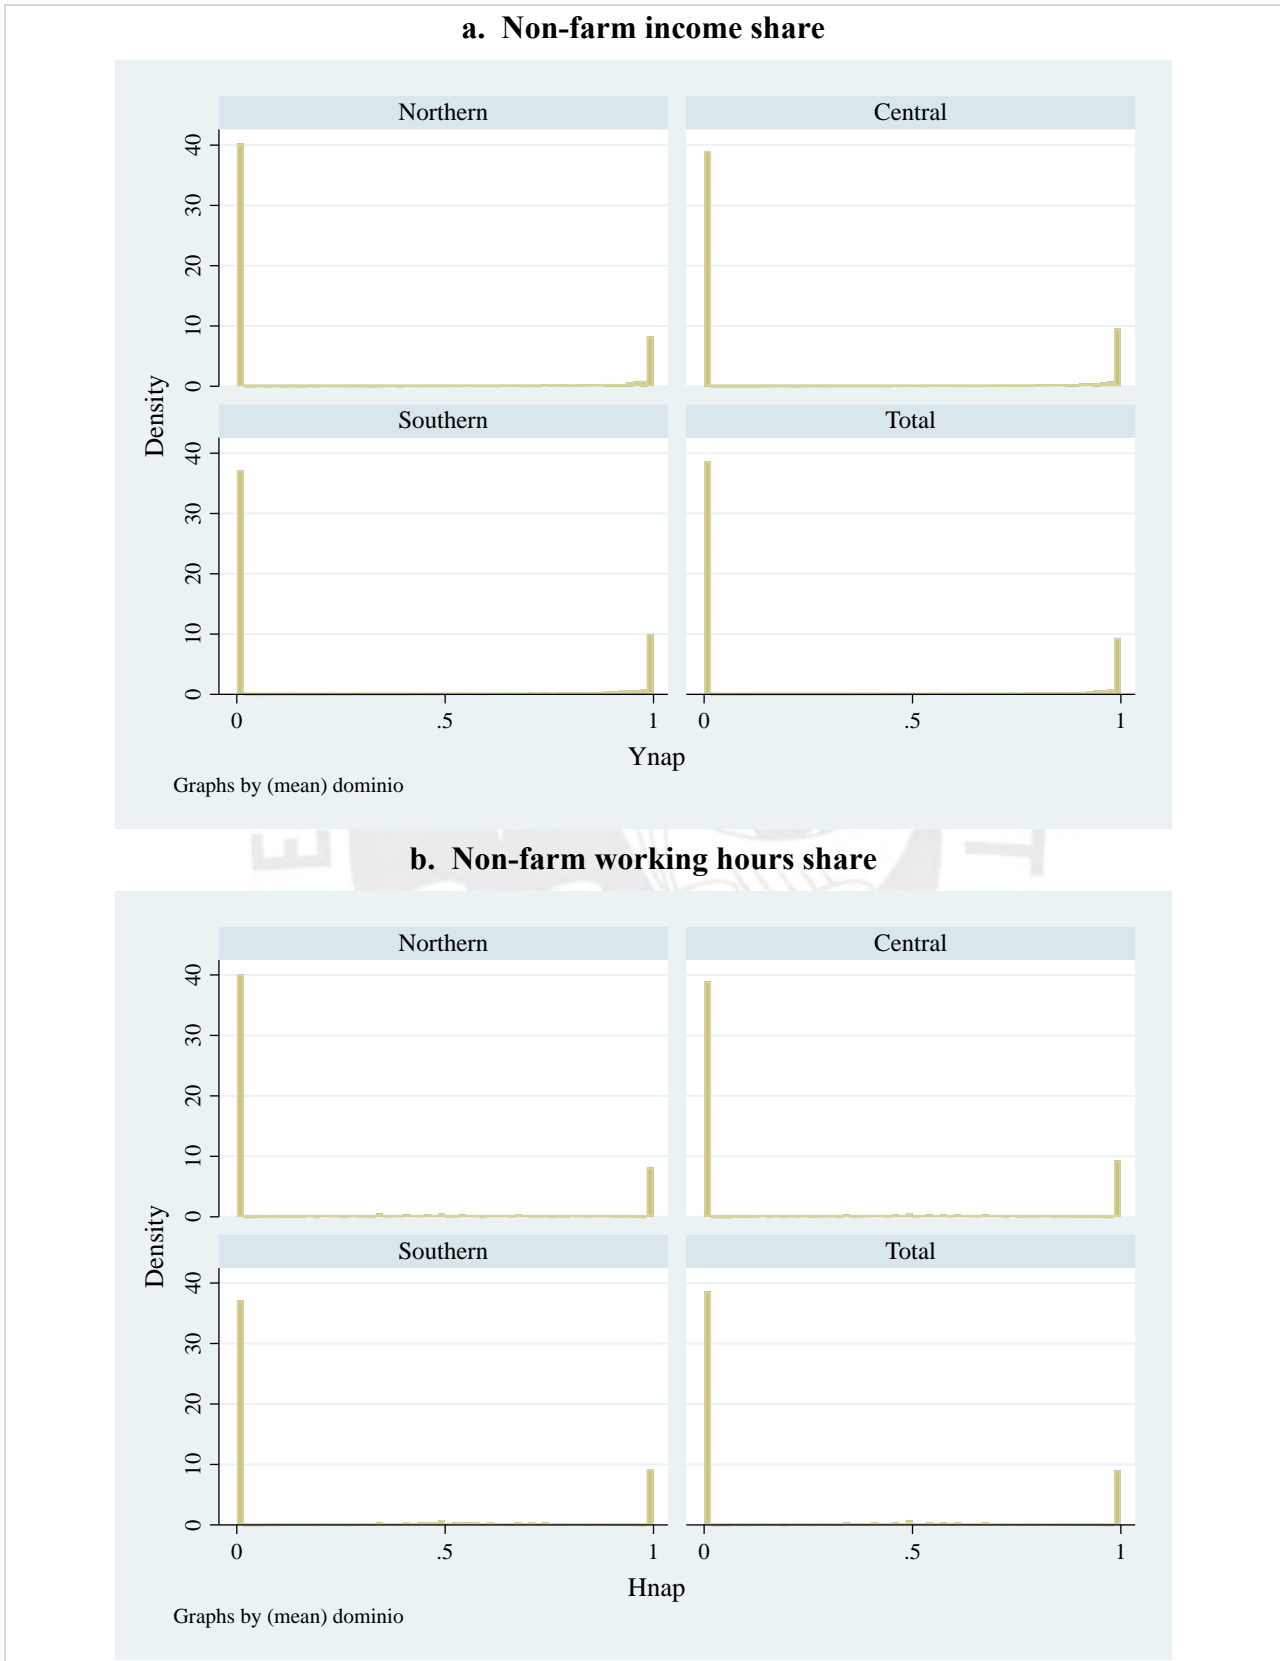 a. Non-farm income share
Northern
Central
40
30
20
10
0
Southern
Total
40
30
20
10
0
Density
0 .5 1
0 .5 1
Ynap
Graphs by (mean) dominio
E
T
b. Non-farm working hours share
Northern
Central
40
30
20
10
0
Southern
Total
40
30
20
10
0
Density
0 .5 1
0 .5 1
Hnap
Graphs by (mean) dominio